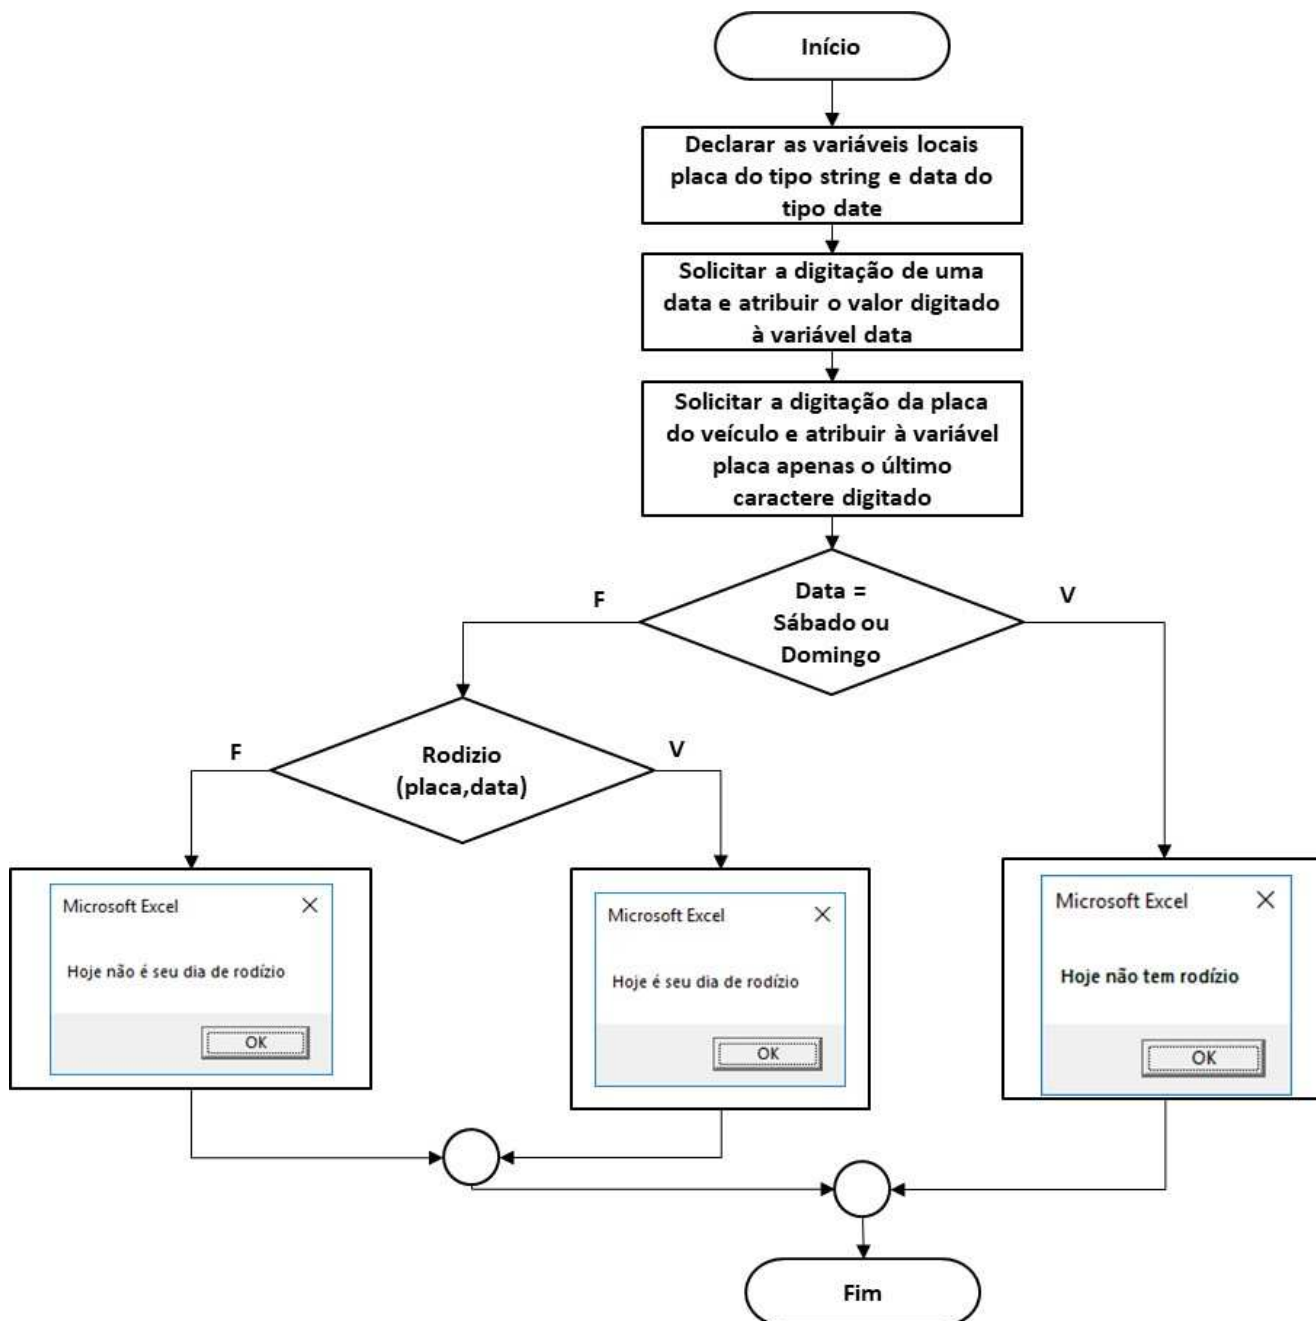 Início
Declarar as variáveis locais
placa do tipo string e data do
tipo date
Solicitar a digitação de uma
data e atribuir o valor digitado
à variável data
Solicitar a digitação da placa
do veículo e atribuir à variável
placa apenas o último
caractere digitado
F
Data =
Sábado ou
Domingo
V
F
Rodizio
(placa,data)
V
Microsoft Excel
Hoje não é seu dia de rodízio
OK
Microsoft Excel
Hoje é seu dia de rodízio
OK
Microsoft Excel
Hoje não tem rodízio
OK
Fim